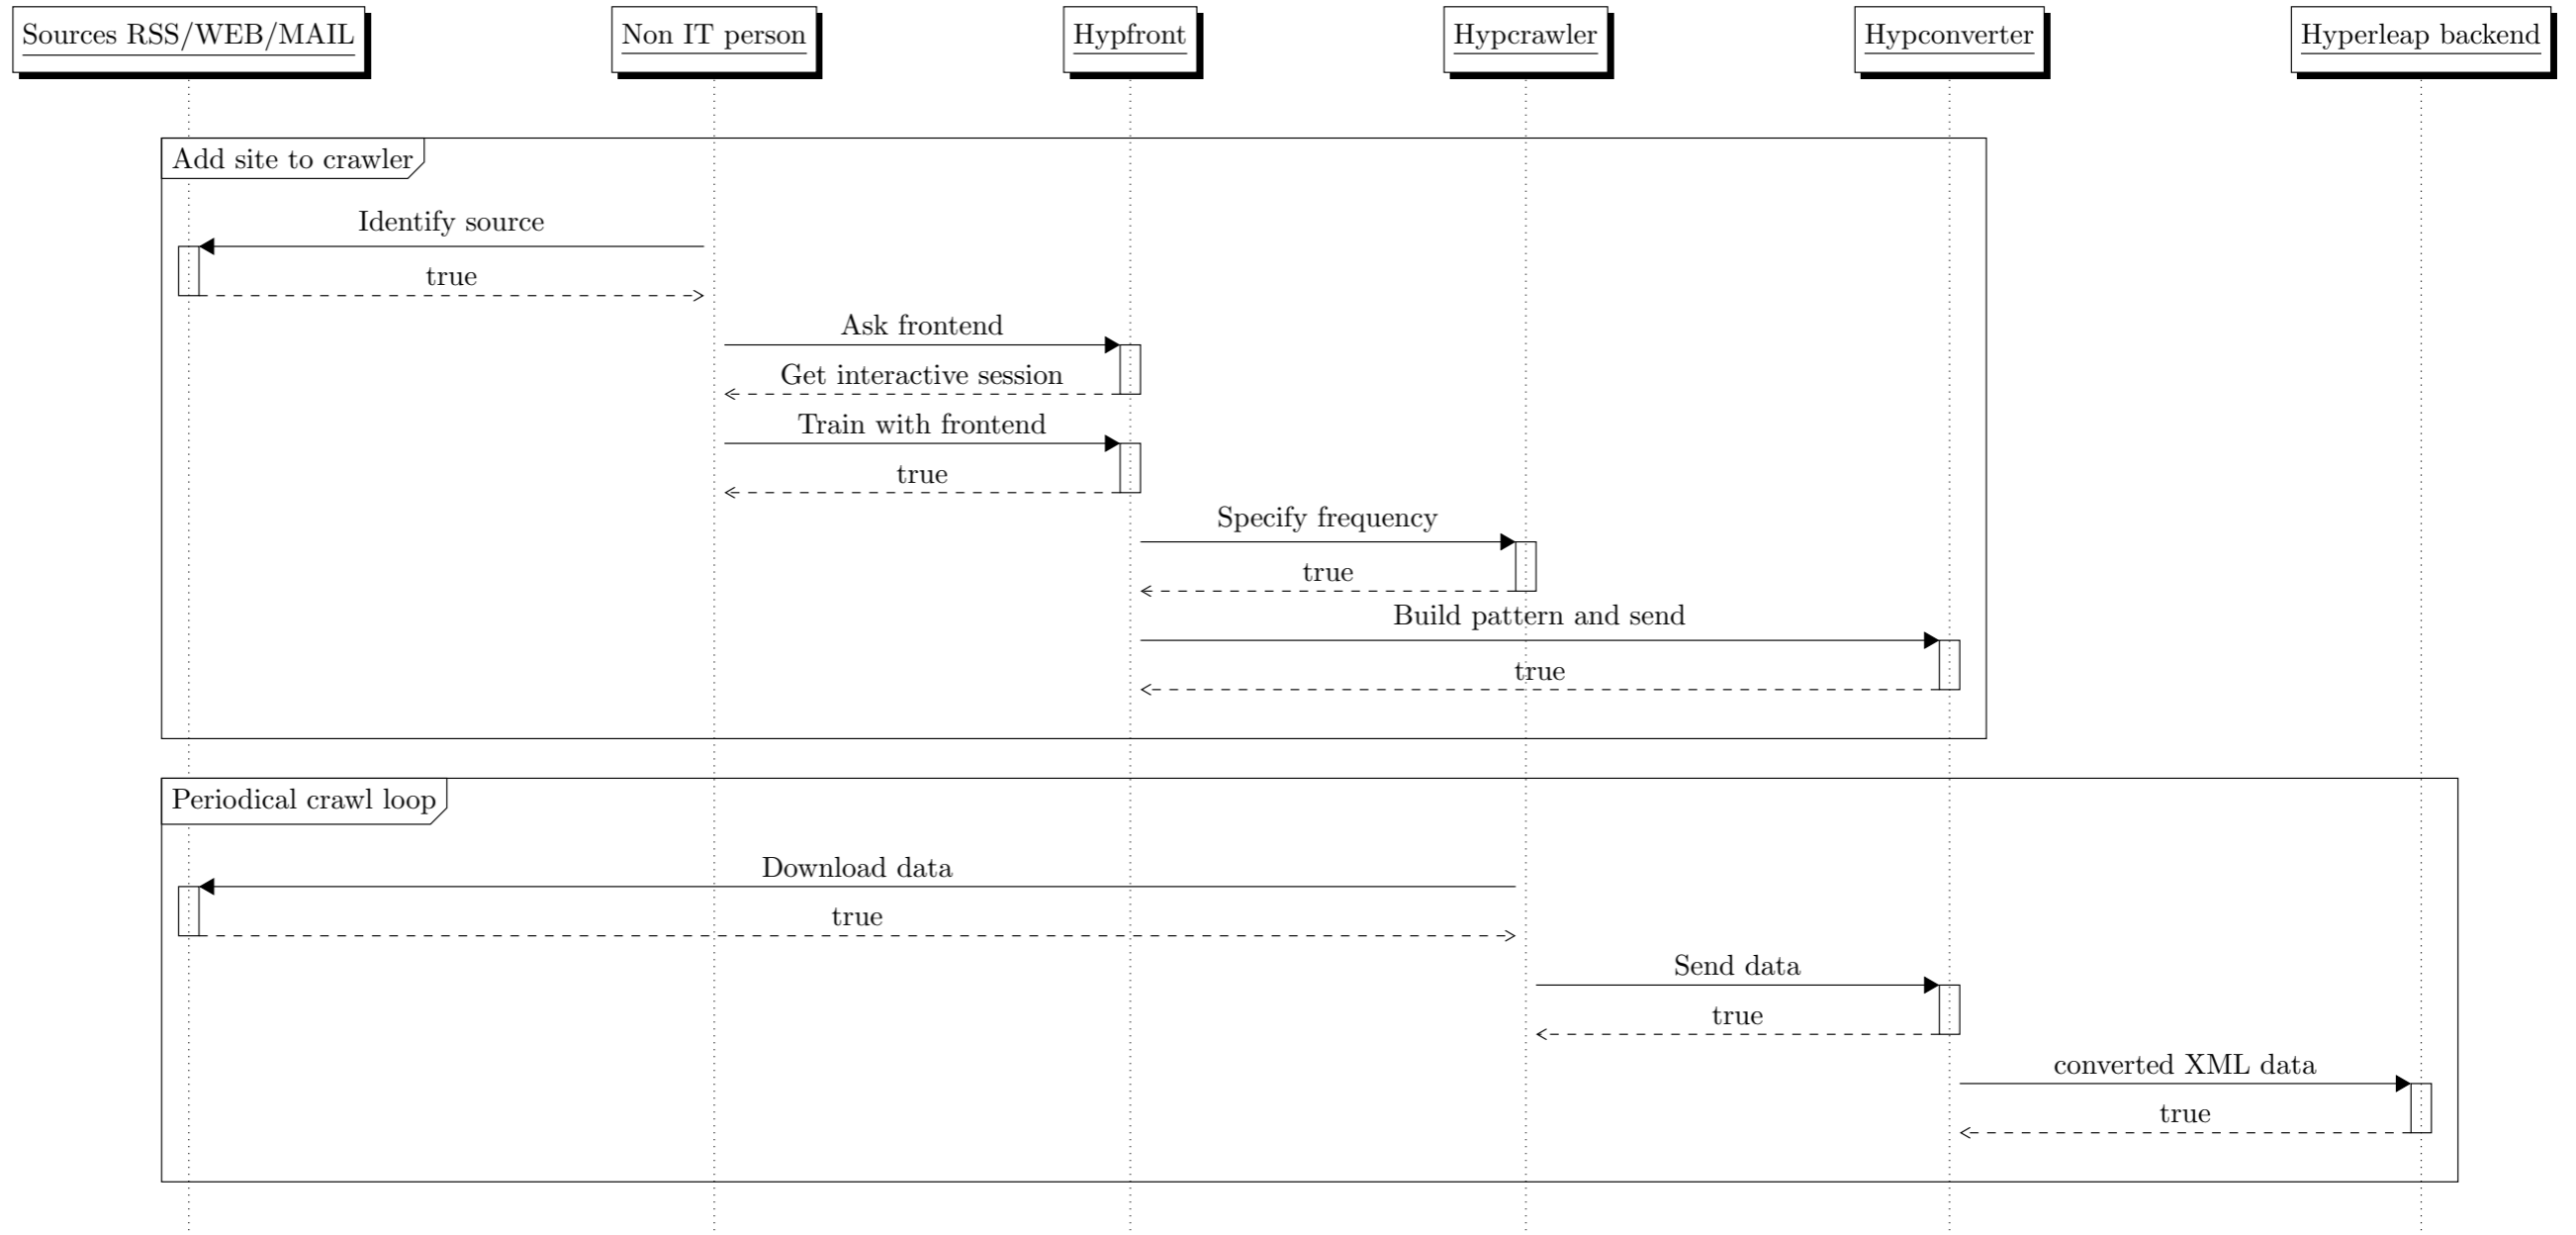 Sources RSS/WEB/MAIL
Non IT person
Hypfront
Hypcrawler
Hypconverter
Hyperleap backend
Add site to crawler
Identify source
true
Ask frontend
Get interactive session
Train with frontend
true
Specify frequency
true
Build pattern and send
true
Periodical crawl loop
Download data
true
Send data
true
converted XML data
true